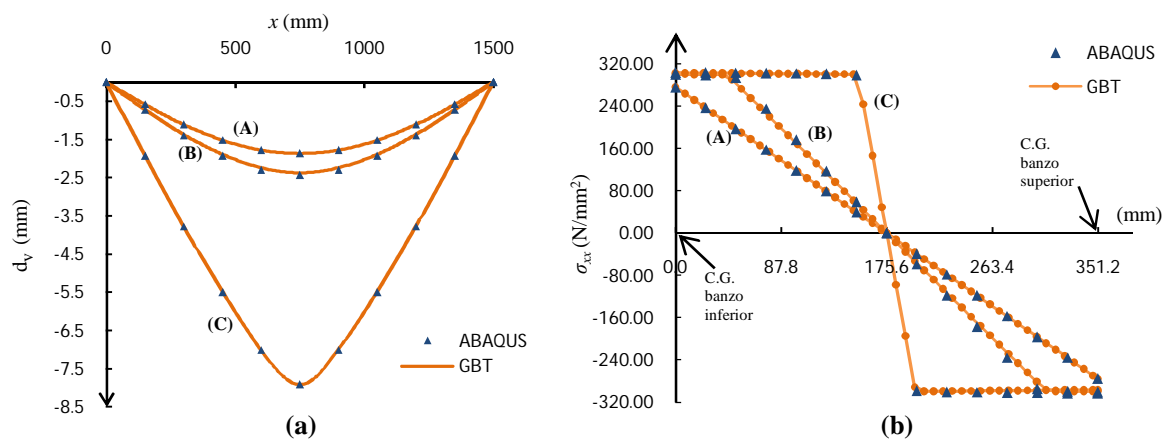 x (mm)
0 500 1000 1500
-0.5
-1.5
-2.5
-3.5
-4.5
-5.5
-6.5
-7.5
-8.5
dv (mm)
(A)
(B)
(C)
ABAQUS
GBT
(a)
320.00
240.00
160.00
80.00
0.00
-80.00
-160.00
-240.00
-320.00
σxx (N/mm²)
0.0 87.8 175.6 263.4 351.2
(mm)
ABAQUS
GBT
(C)
(B)
(A)
C.G.
banzo
superior
C.G.
banzo
inferior
(b)